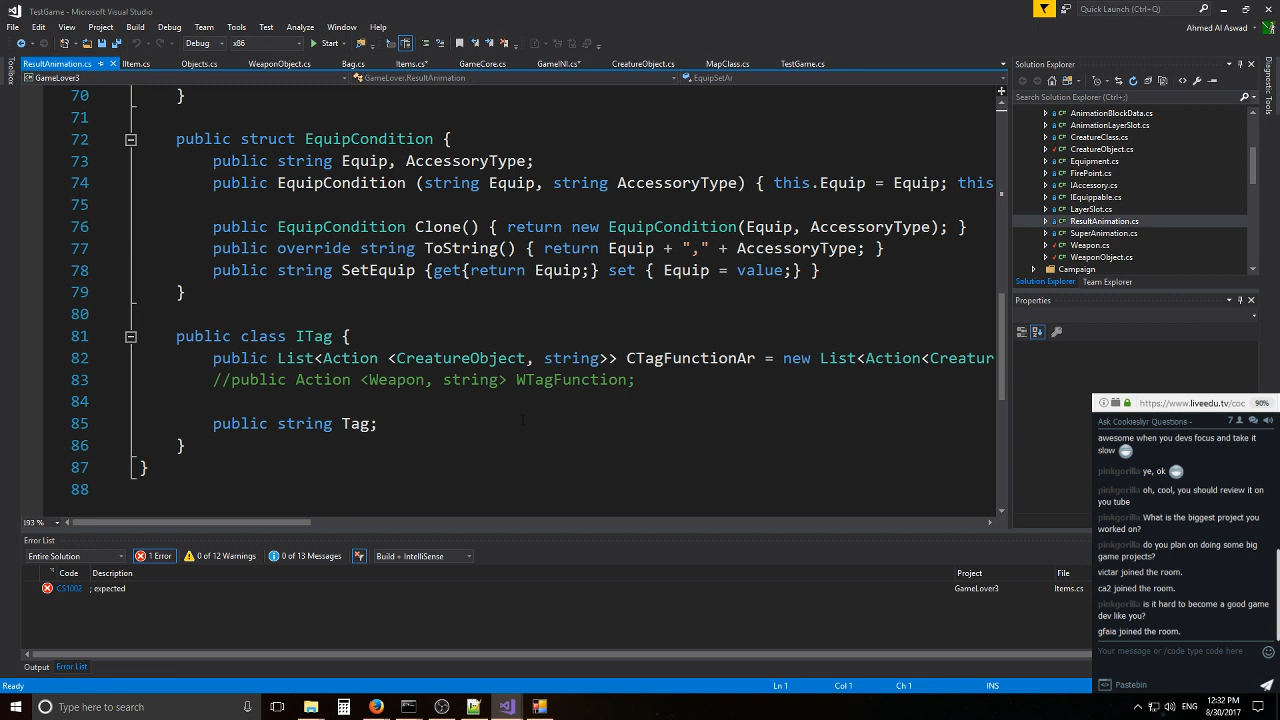 TestGame - Microsoft Visual Studio
Quick Launch (Ctrl+Q)
File Edit View Project Build Debug Team Tools Test Analyze Window Help
Ahmed Al Aswad
Debug x86 Start
ResultAnimation.cs IItem.cs Objects.cs WeaponObject.cs Bag.cs Items.cs* GameCore.cs GameINI.cs* CreatureObject.cs MapClass.cs TestGame.cs
GameLover3 GameLover.ResultAnimation EquipSetAr
Toolbox
70 }
71
72 public struct EquipCondition {
73 public string Equip, AccessoryType;
74 public EquipCondition (string Equip, string AccessoryType) { this.Equip = Equip; this
75
76 public EquipCondition Clone() { return new EquipCondition(Equip, AccessoryType); }
77 public override string ToString() { return Equip + "," + AccessoryType; }
78 public string SetEquip {get{return Equip;} set { Equip = value;} }
79 }
80
81 public class ITag {
82 public List<Action <CreatureObject, string>> CTagFunctionAr = new List<Action<Creatur
83 //public Action <Weapon, string> WTagFunction;
84
85 public string Tag;
86 }
87 }
88
193 %
Solution Explorer
Search Solution Explorer (Ctrl+;)
AnimationBlockData.cs
AnimationLayerSlot.cs
CreatureClass.cs
CreatureObject.cs
Equipment.cs
FirePoint.cs
IAccessory.cs
IEquippable.cs
LayerSlot.cs
ResultAnimation.cs
SuperAnimation.cs
Weapon.cs
WeaponObject.cs
Campaign
Solution Explorer Team Explorer
Properties
Diagnostic Tools
Error List
Entire Solution 1 Error 0 of 12 Warnings 0 of 13 Messages Build + IntelliSense
Code Description Project File
CS1002 ; expected GameLover3 Items.cs
Output Error List
Ready Ln 1 Col 1 Ch 1 INS
https://www.liveedu.tv/coc 90%
Ask Cookiesliyr Questions - 7
awesome when you devs focus and take it
slow
pinkgorilla ye, ok
pinkgorilla oh, cool, you should review it on
you tube
pinkgorilla What is the biggest project you
worked on?
pinkgorilla do you plan on doing some big
game projects?
victar joined the room.
ca2 joined the room.
pinkgorilla is it hard to become a good game
dev like you?
gfaia joined the room.
Your message or /code type code here
Pastebin
Type here to search
ENG
12:32 PM
8/30/2017